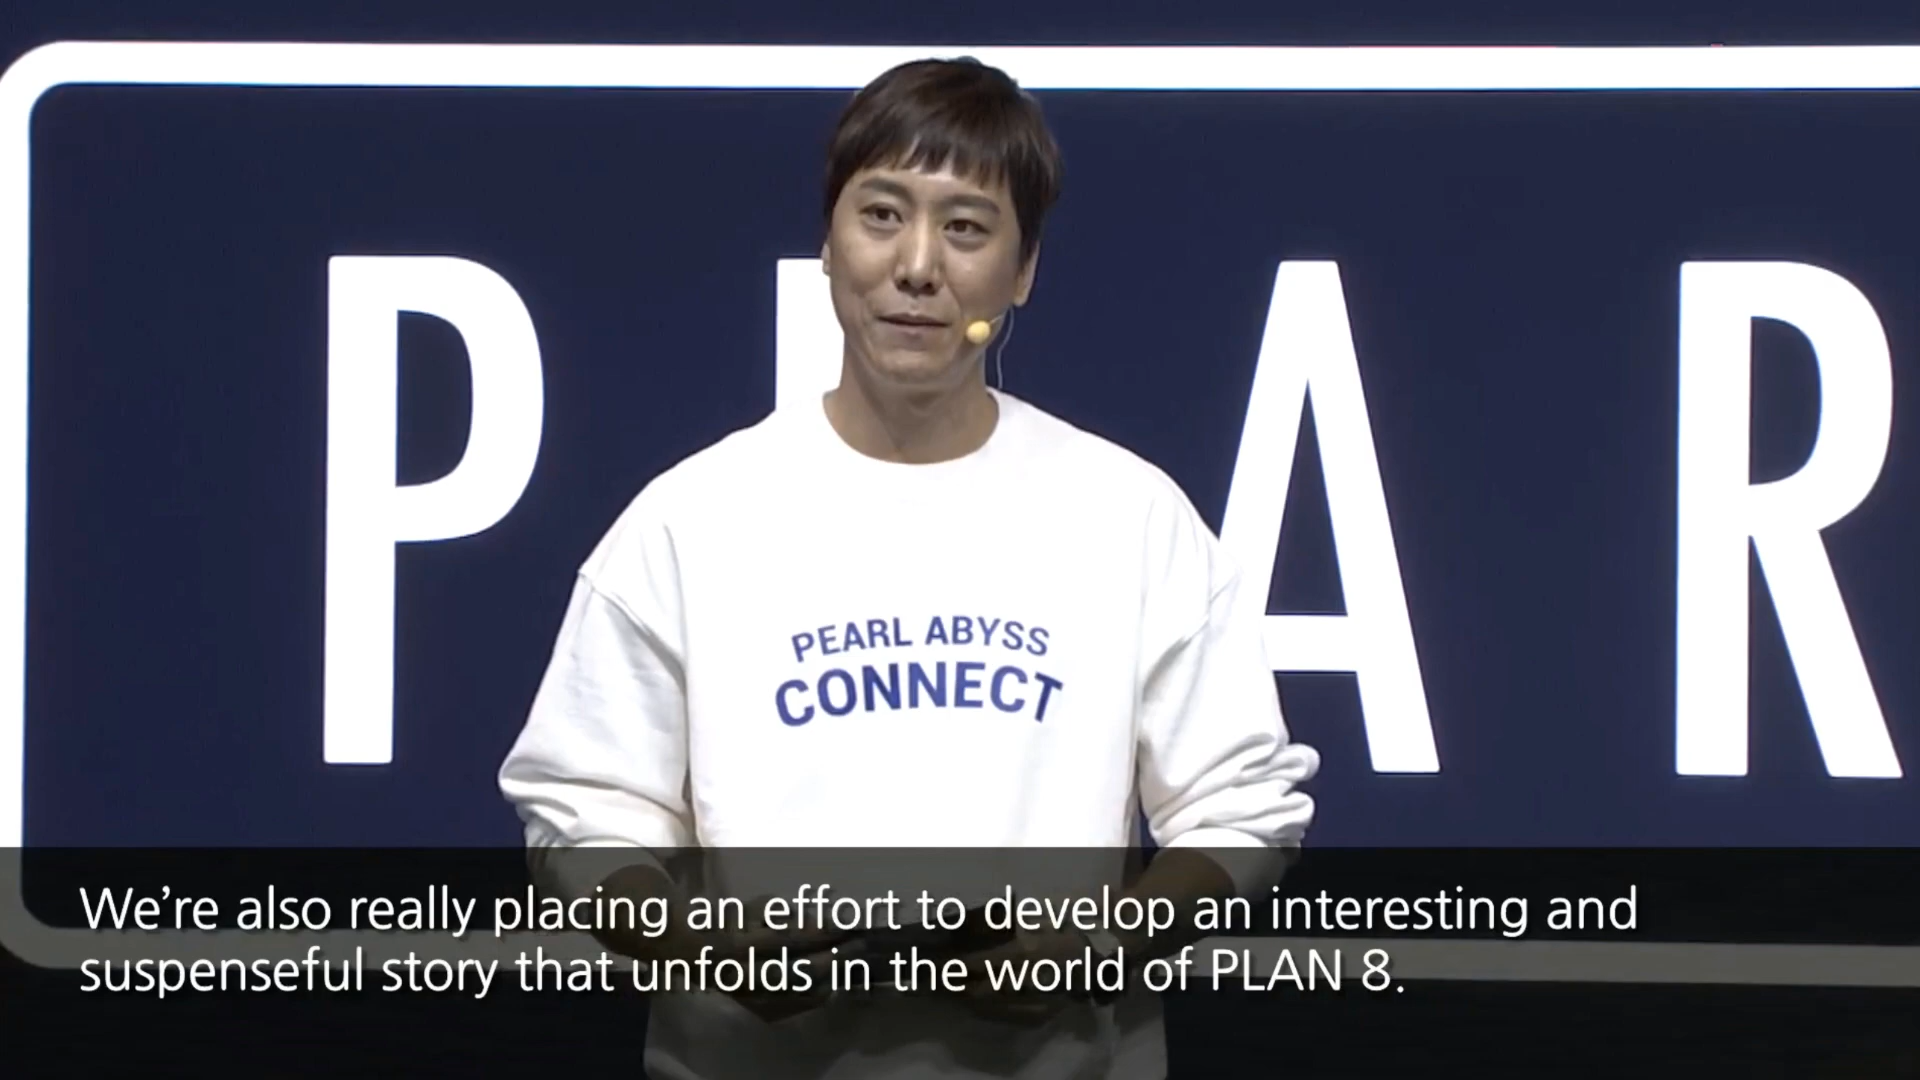 P E A R
PEARL ABYSS
CONNECT
We're also really placing an effort to develop an interesting and
suspenseful story that unfolds in the world of PLAN 8.